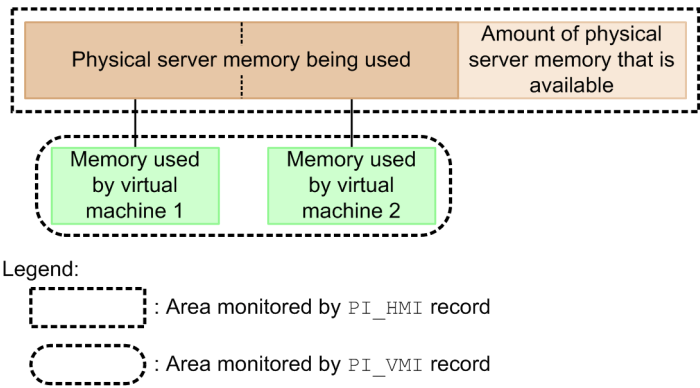 Physical server memory being used
Amount of physical
server memory that is
available
Memory used
by virtual
machine 1
Memory used
by virtual
machine 2
Legend:
: Area monitored by PI_HMI record
: Area monitored by PI_VMI record